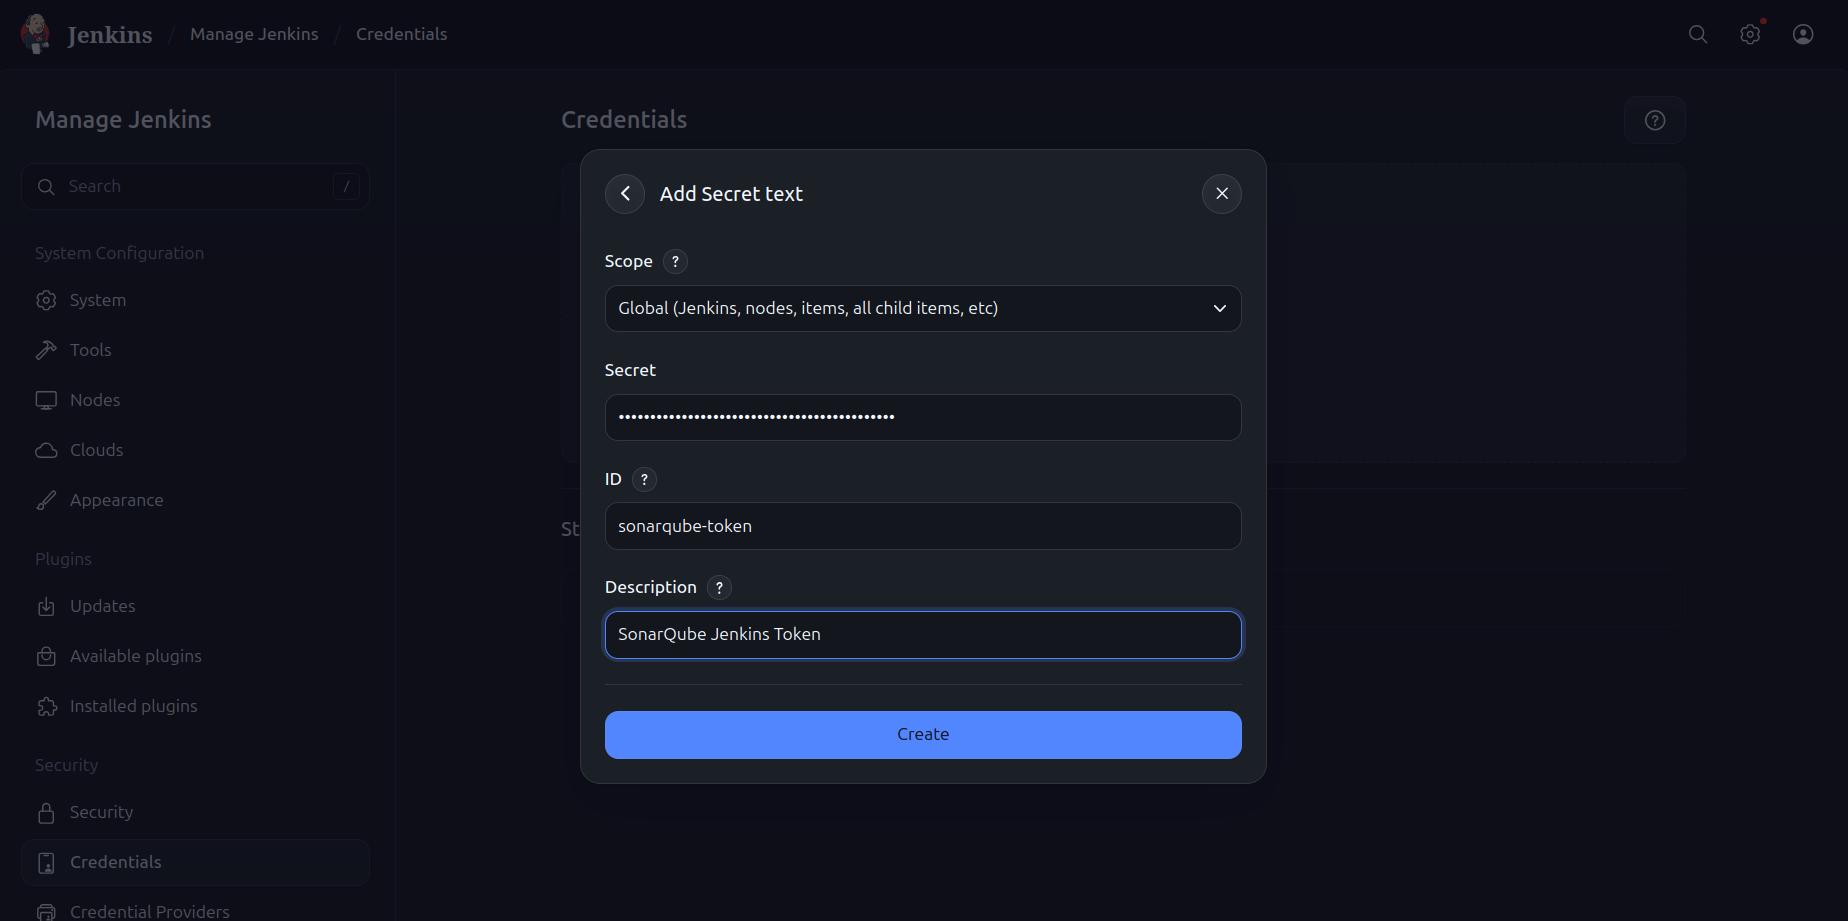 Jenkins / Manage Jenkins / Credentials
Manage Jenkins
Search /
System Configuration
System
Tools
Nodes
Clouds
Appearance
Plugins
Updates
Available plugins
Installed plugins
Security
Security
Credentials
Credential Providers
Credentials
St
Add Secret text
Scope ?
Global (Jenkins, nodes, items, all child items, etc)
Secret
••••••••••••••••••••••••••••••••••••••••••••
ID ?
sonarqube-token
Description ?
SonarQube Jenkins Token
Create